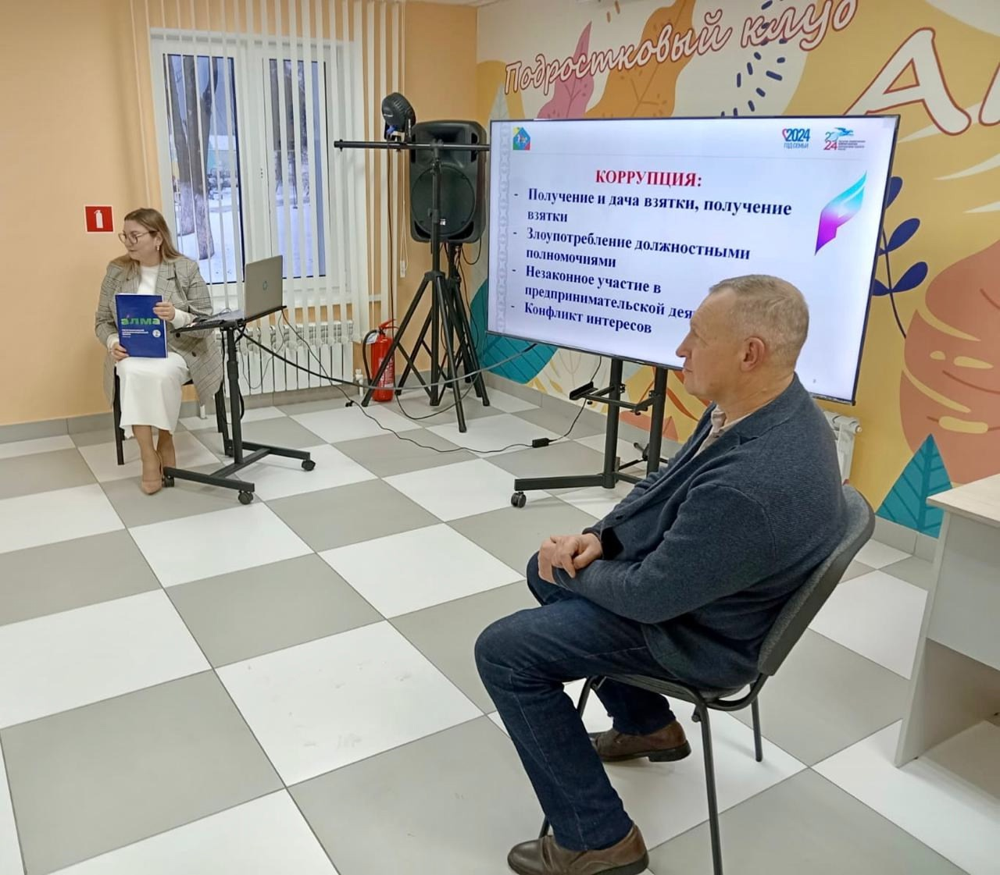 Подростковый клуб
2024
ГОД СЕМЬИ
КОРРУПЦИЯ:
- Получение и дача взятки, получение
взятки
- Злоупотребление должностными
полномочиями
- Незаконное участие в
предпринимательской дея
- Конфликт интересов
алма